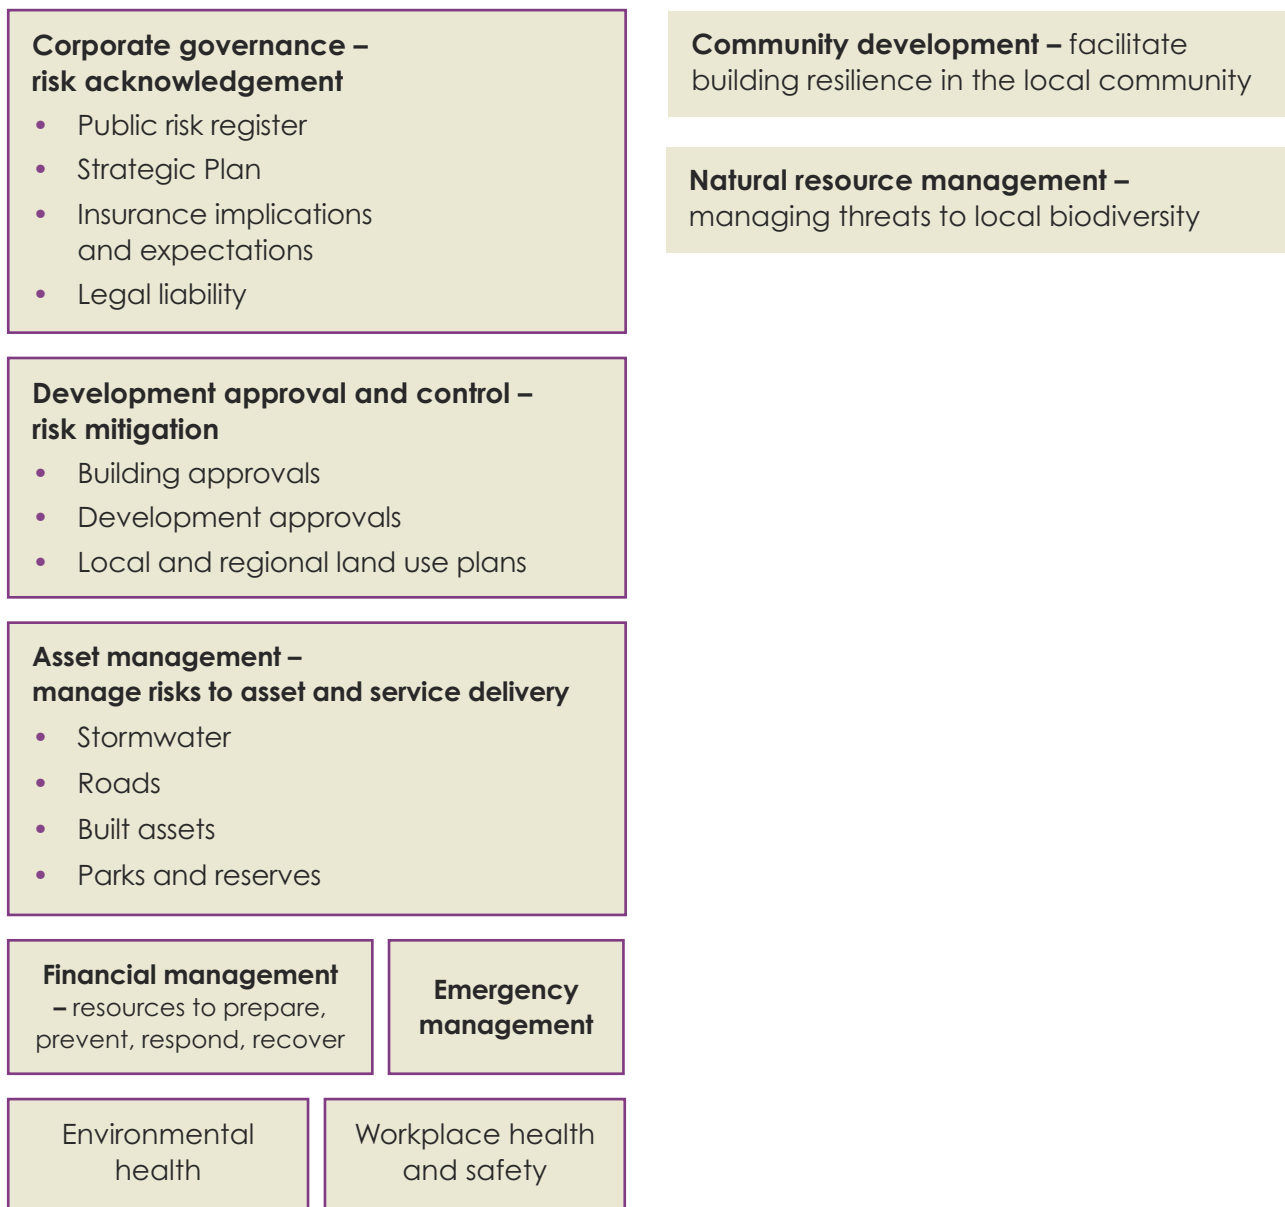 Corporate governance –
risk acknowledgement
• Public risk register
• Strategic Plan
• Insurance implications
and expectations
• Legal liability
Development approval and control –
risk mitigation
• Building approvals
• Development approvals
• Local and regional land use plans
Asset management –
manage risks to asset and service delivery
• Stormwater
• Roads
• Built assets
• Parks and reserves
Financial management
– resources to prepare,
prevent, respond, recover
Emergency
management
Environmental
health
Workplace health
and safety
Community development – facilitate
building resilience in the local community
Natural resource management –
managing threats to local biodiversity